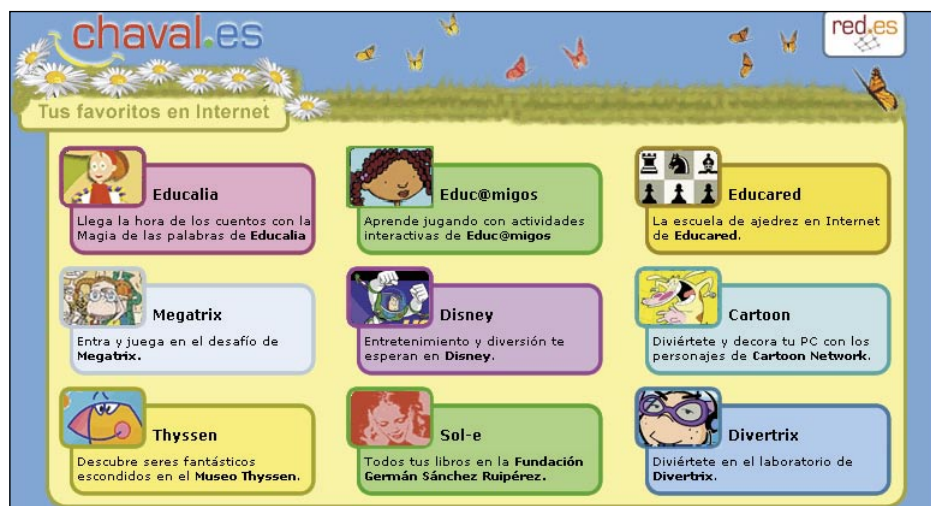 chaval.es
red.es
Tus favoritos en Internet
Educalia
Llega la hora de los cuentos con la
Magia de las palabras de Educalia
Educ@migos
Aprende jugando con actividades
interactivas de Educ@migos
Educared
La escuela de ajedrez en Internet
de Educared.
Megatrix
Entra y juega en el desafío de
Megatrix.
Disney
Entretenimiento y diversión te
esperan en Disney.
Cartoon
Diviértete y decora tu PC con los
personajes de Cartoon Network.
Thyssen
Descubre seres fantásticos
escondidos en el Museo Thyssen.
Sol-e
Todos tus libros en la Fundación
Germán Sánchez Ruipérez.
Divertrix
Diviértete en el laboratorio de
Divertrix.